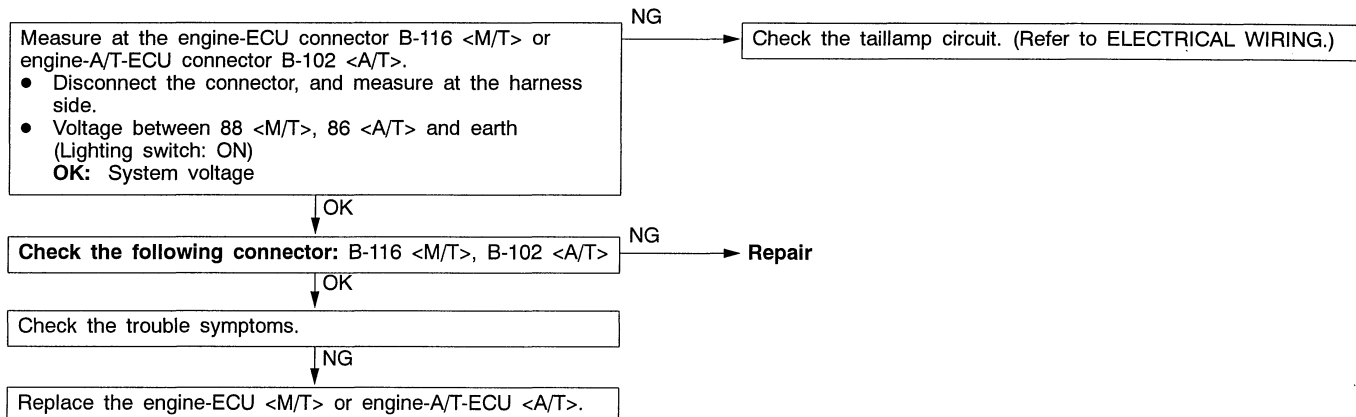 NG
Measure at the engine-ECU connector B-116 <M/T> or
engine-A/T-ECU connector B-102 <A/T>.
● Disconnect the connector, and measure at the harness
side.
● Voltage between 88 <M/T>, 86 <A/T> and earth
(Lighting switch: ON)
OK: System voltage
Check the taillamp circuit. (Refer to ELECTRICAL WIRING.)
OK
Check the following connector: B-116 <M/T>, B-102 <A/T>
NG
Repair
OK
Check the trouble symptoms.
NG
Replace the engine-ECU <M/T> or engine-A/T-ECU <A/T>.